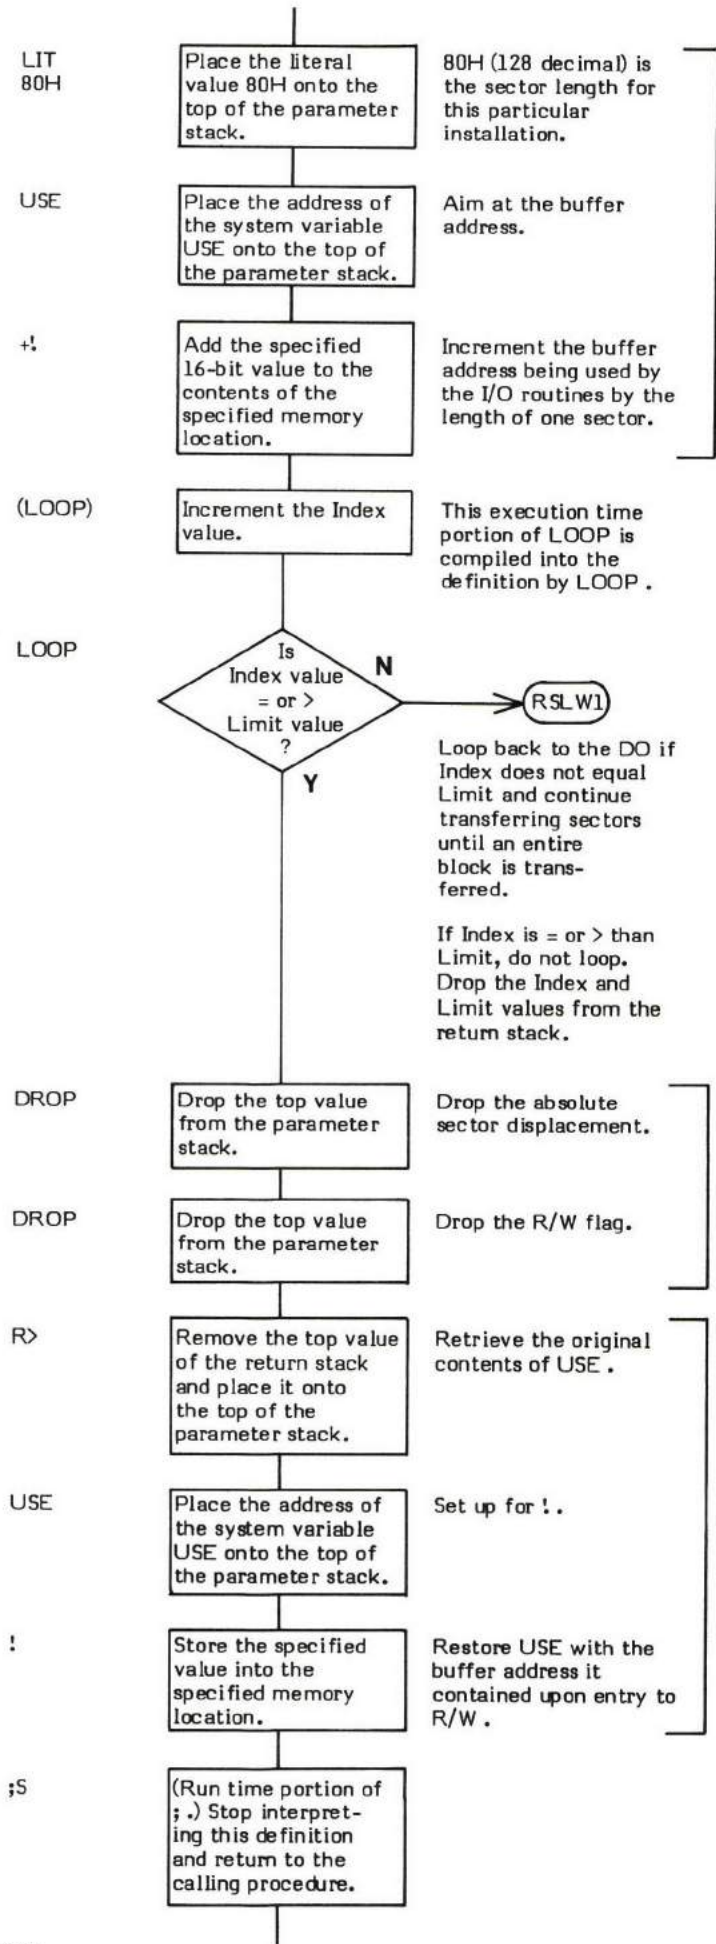 LIT
80H
Place the literal
value 80H onto the
top of the parameter
stack.
80H (128 decimal) is
the sector length for
this particular
installation.
USE
Place the address of
the system variable
USE onto the top of
the parameter stack.
Aim at the buffer
address.
+!
Add the specified
16-bit value to the
contents of the
specified memory
location.
Increment the buffer
address being used by
the I/O routines by the
length of one sector.
(LOOP)
Increment the Index
value.
This execution time
portion of LOOP is
compiled into the
definition by LOOP .
LOOP
Is
Index value
= or >
Limit value
?
N
RSLW1
Y
Loop back to the DO if
Index does not equal
Limit and continue
transferring sectors
until an entire
block is trans-
ferred.
If Index is = or > than
Limit, do not loop.
Drop the Index and
Limit values from the
return stack.
DROP
Drop the top value
from the parameter
stack.
Drop the absolute
sector displacement.
DROP
Drop the top value
from the parameter
stack.
Drop the R/W flag.
R>
Remove the top value
of the return stack
and place it onto
the top of the
parameter stack.
Retrieve the original
contents of USE .
USE
Place the address of
the system variable
USE onto the top of
the parameter stack.
Set up for ! .
!
Store the specified
value into the
specified memory
location.
Restore USE with the
buffer address it
contained upon entry to
R/W .
;S
(Run time portion of
; .) Stop interpret-
ing this definition
and return to the
calling procedure.